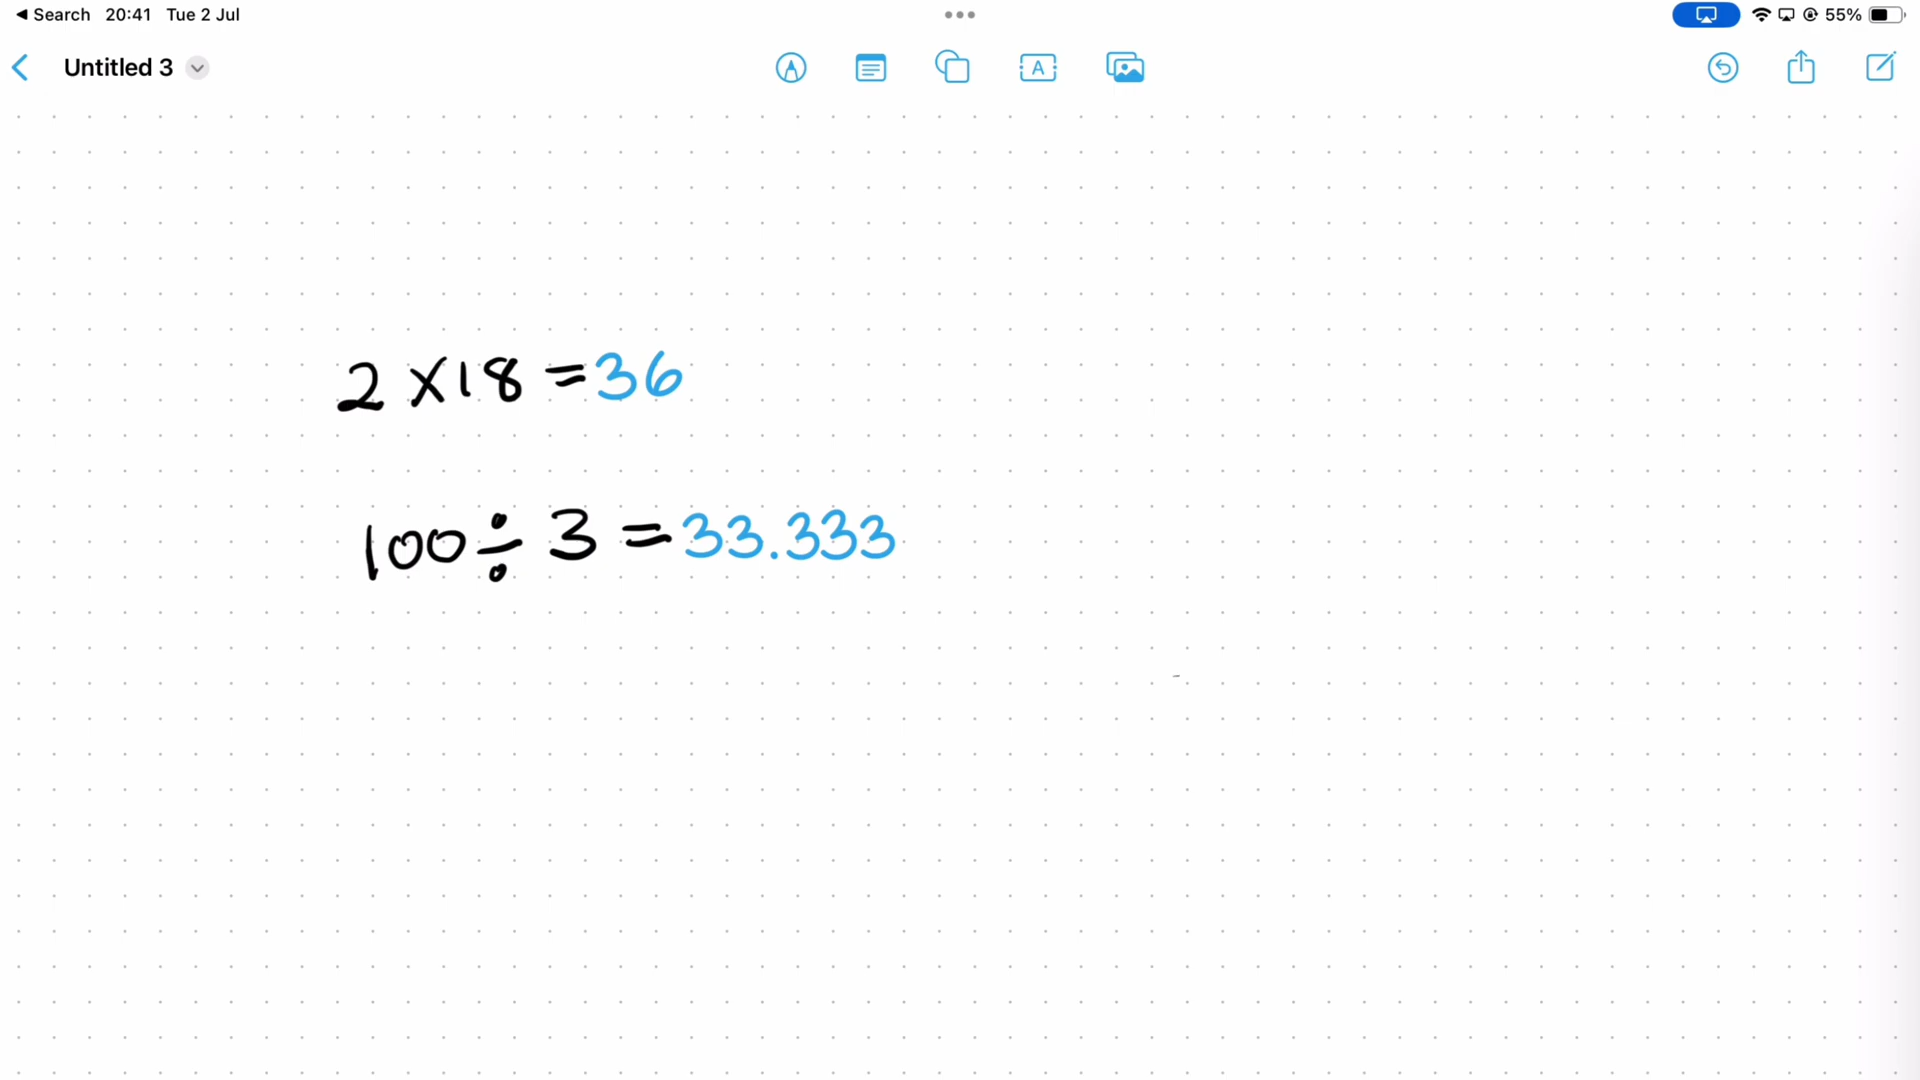 ◀ Search 20:41 Tue 2 Jul 55%
Untitled 3
A
2 × 18 = 36
100 ÷ 3 = 33.333